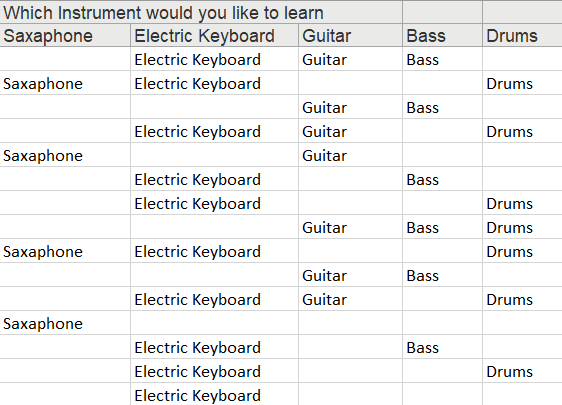 Which Instrument would you like to learn
Saxaphone Electric Keyboard Guitar Bass Drums
Electric Keyboard Guitar Bass
Saxaphone Electric Keyboard Drums
Guitar Bass
Electric Keyboard Guitar Drums
Saxaphone Guitar
Electric Keyboard Bass
Electric Keyboard Drums
Guitar Bass Drums
Saxaphone Electric Keyboard Drums
Guitar Bass
Electric Keyboard Guitar Drums
Saxaphone
Electric Keyboard Bass
Electric Keyboard Drums
Electric Keyboard